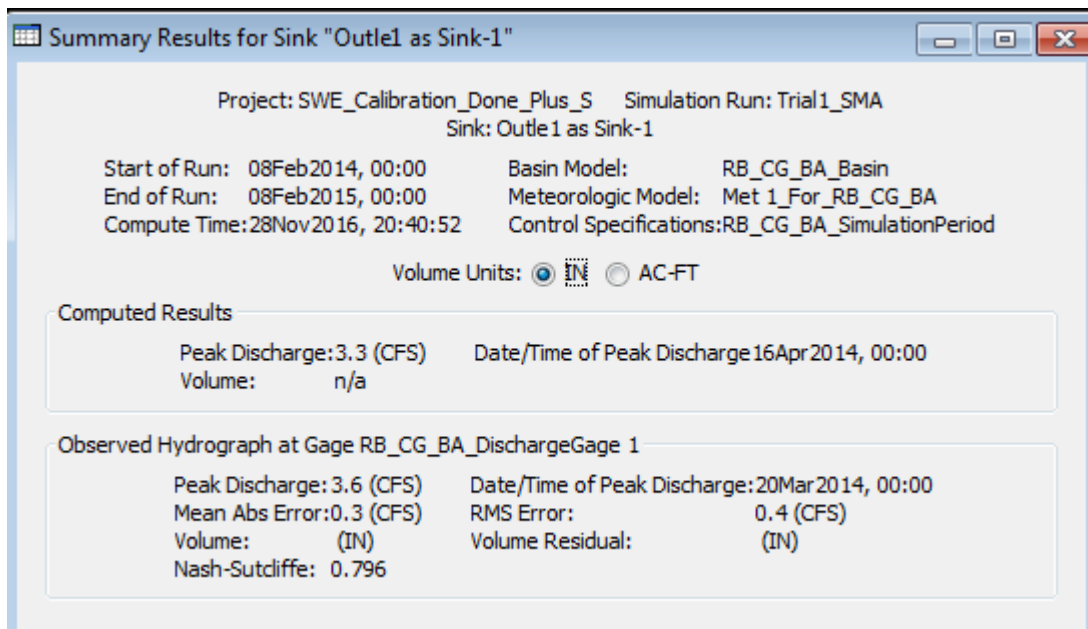 Summary Results for Sink "Outle1 as Sink-1"
Project: SWE_Calibration_Done_Plus_S Simulation Run: Trial1_SMA
Sink: Outle1 as Sink-1
Start of Run: 08Feb2014, 00:00 Basin Model: RB_CG_BA_Basin
End of Run: 08Feb2015, 00:00 Meteorologic Model: Met 1_For_RB_CG_BA
Compute Time:28Nov2016, 20:40:52 Control Specifications:RB_CG_BA_SimulationPeriod
Volume Units: IN AC-FT
Computed Results
Peak Discharge:3.3 (CFS) Date/Time of Peak Discharge16Apr2014, 00:00
Volume: n/a
Observed Hydrograph at Gage RB_CG_BA_DischargeGage 1
Peak Discharge:3.6 (CFS) Date/Time of Peak Discharge:20Mar2014, 00:00
Mean Abs Error:0.3 (CFS) RMS Error: 0.4 (CFS)
Volume: (IN) Volume Residual: (IN)
Nash-Sutcliffe: 0.796